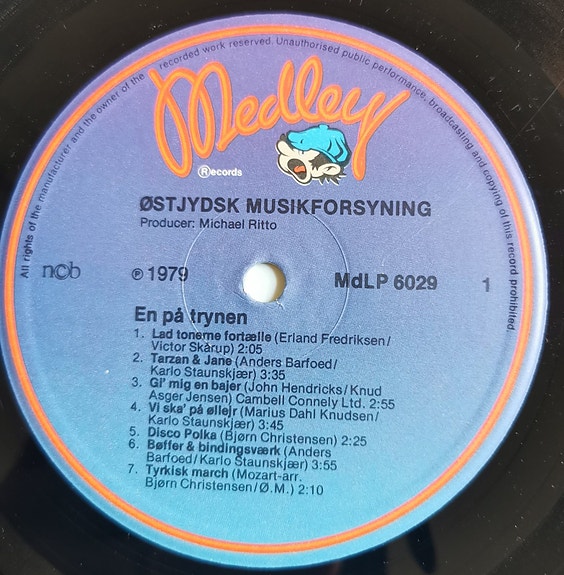 All rights of the manufacturer and the owner of the recorded work reserved. Unauthorised public performance, broadcasting and copying of this record prohibited.
Medley
Records
ØSTJYDSK MUSIKFORSYNING
Producer: Michael Ritto
ncb
℗ 1979
MdLP 6029
1
En på trynen
1. Lad tonerne fortælle (Erland Fredriksen/
Victor Skårup) 2:05
2. Tarzan & Jane (Anders Barfoed/
Karlo Staunskjær) 3:35
3. Gi' mig en bajer (John Hendricks/Knud
Asger Jensen) Cambell Connely Ltd. 2:55
4. Vi ska' på øllejr (Marius Dahl Knudsen/
Karlo Staunskjær) 3:45
5. Disco Polka (Bjørn Christensen) 2:25
6. Bøffer & bindingsværk (Anders
Barfoed/Karlo Staunskjær) 3:55
7. Tyrkisk march (Mozart-arr.
Bjørn Christensen/Ø.M.) 2:10